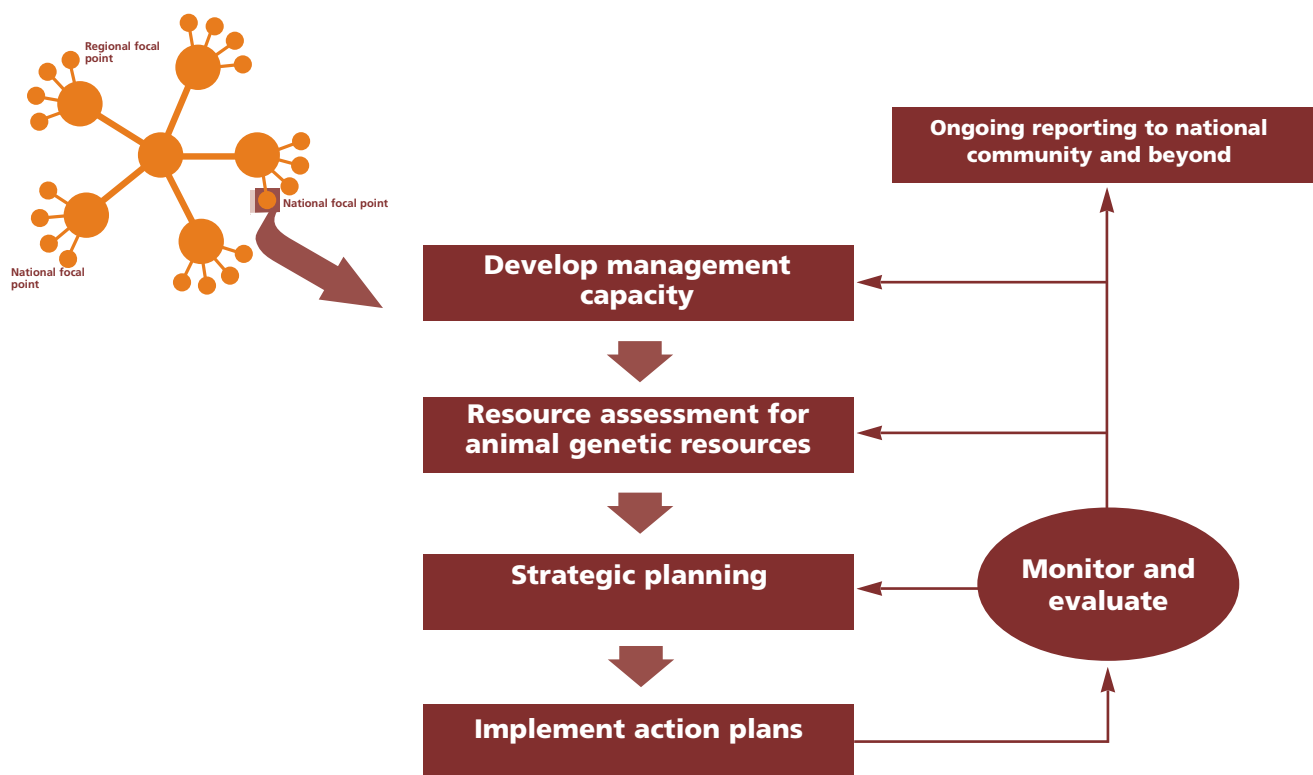 Regional focal
point
National focal point
National focal
point
Ongoing reporting to national
community and beyond
Develop management
capacity
Resource assessment for
animal genetic resources
Strategic planning
Monitor and
evaluate
Implement action plans